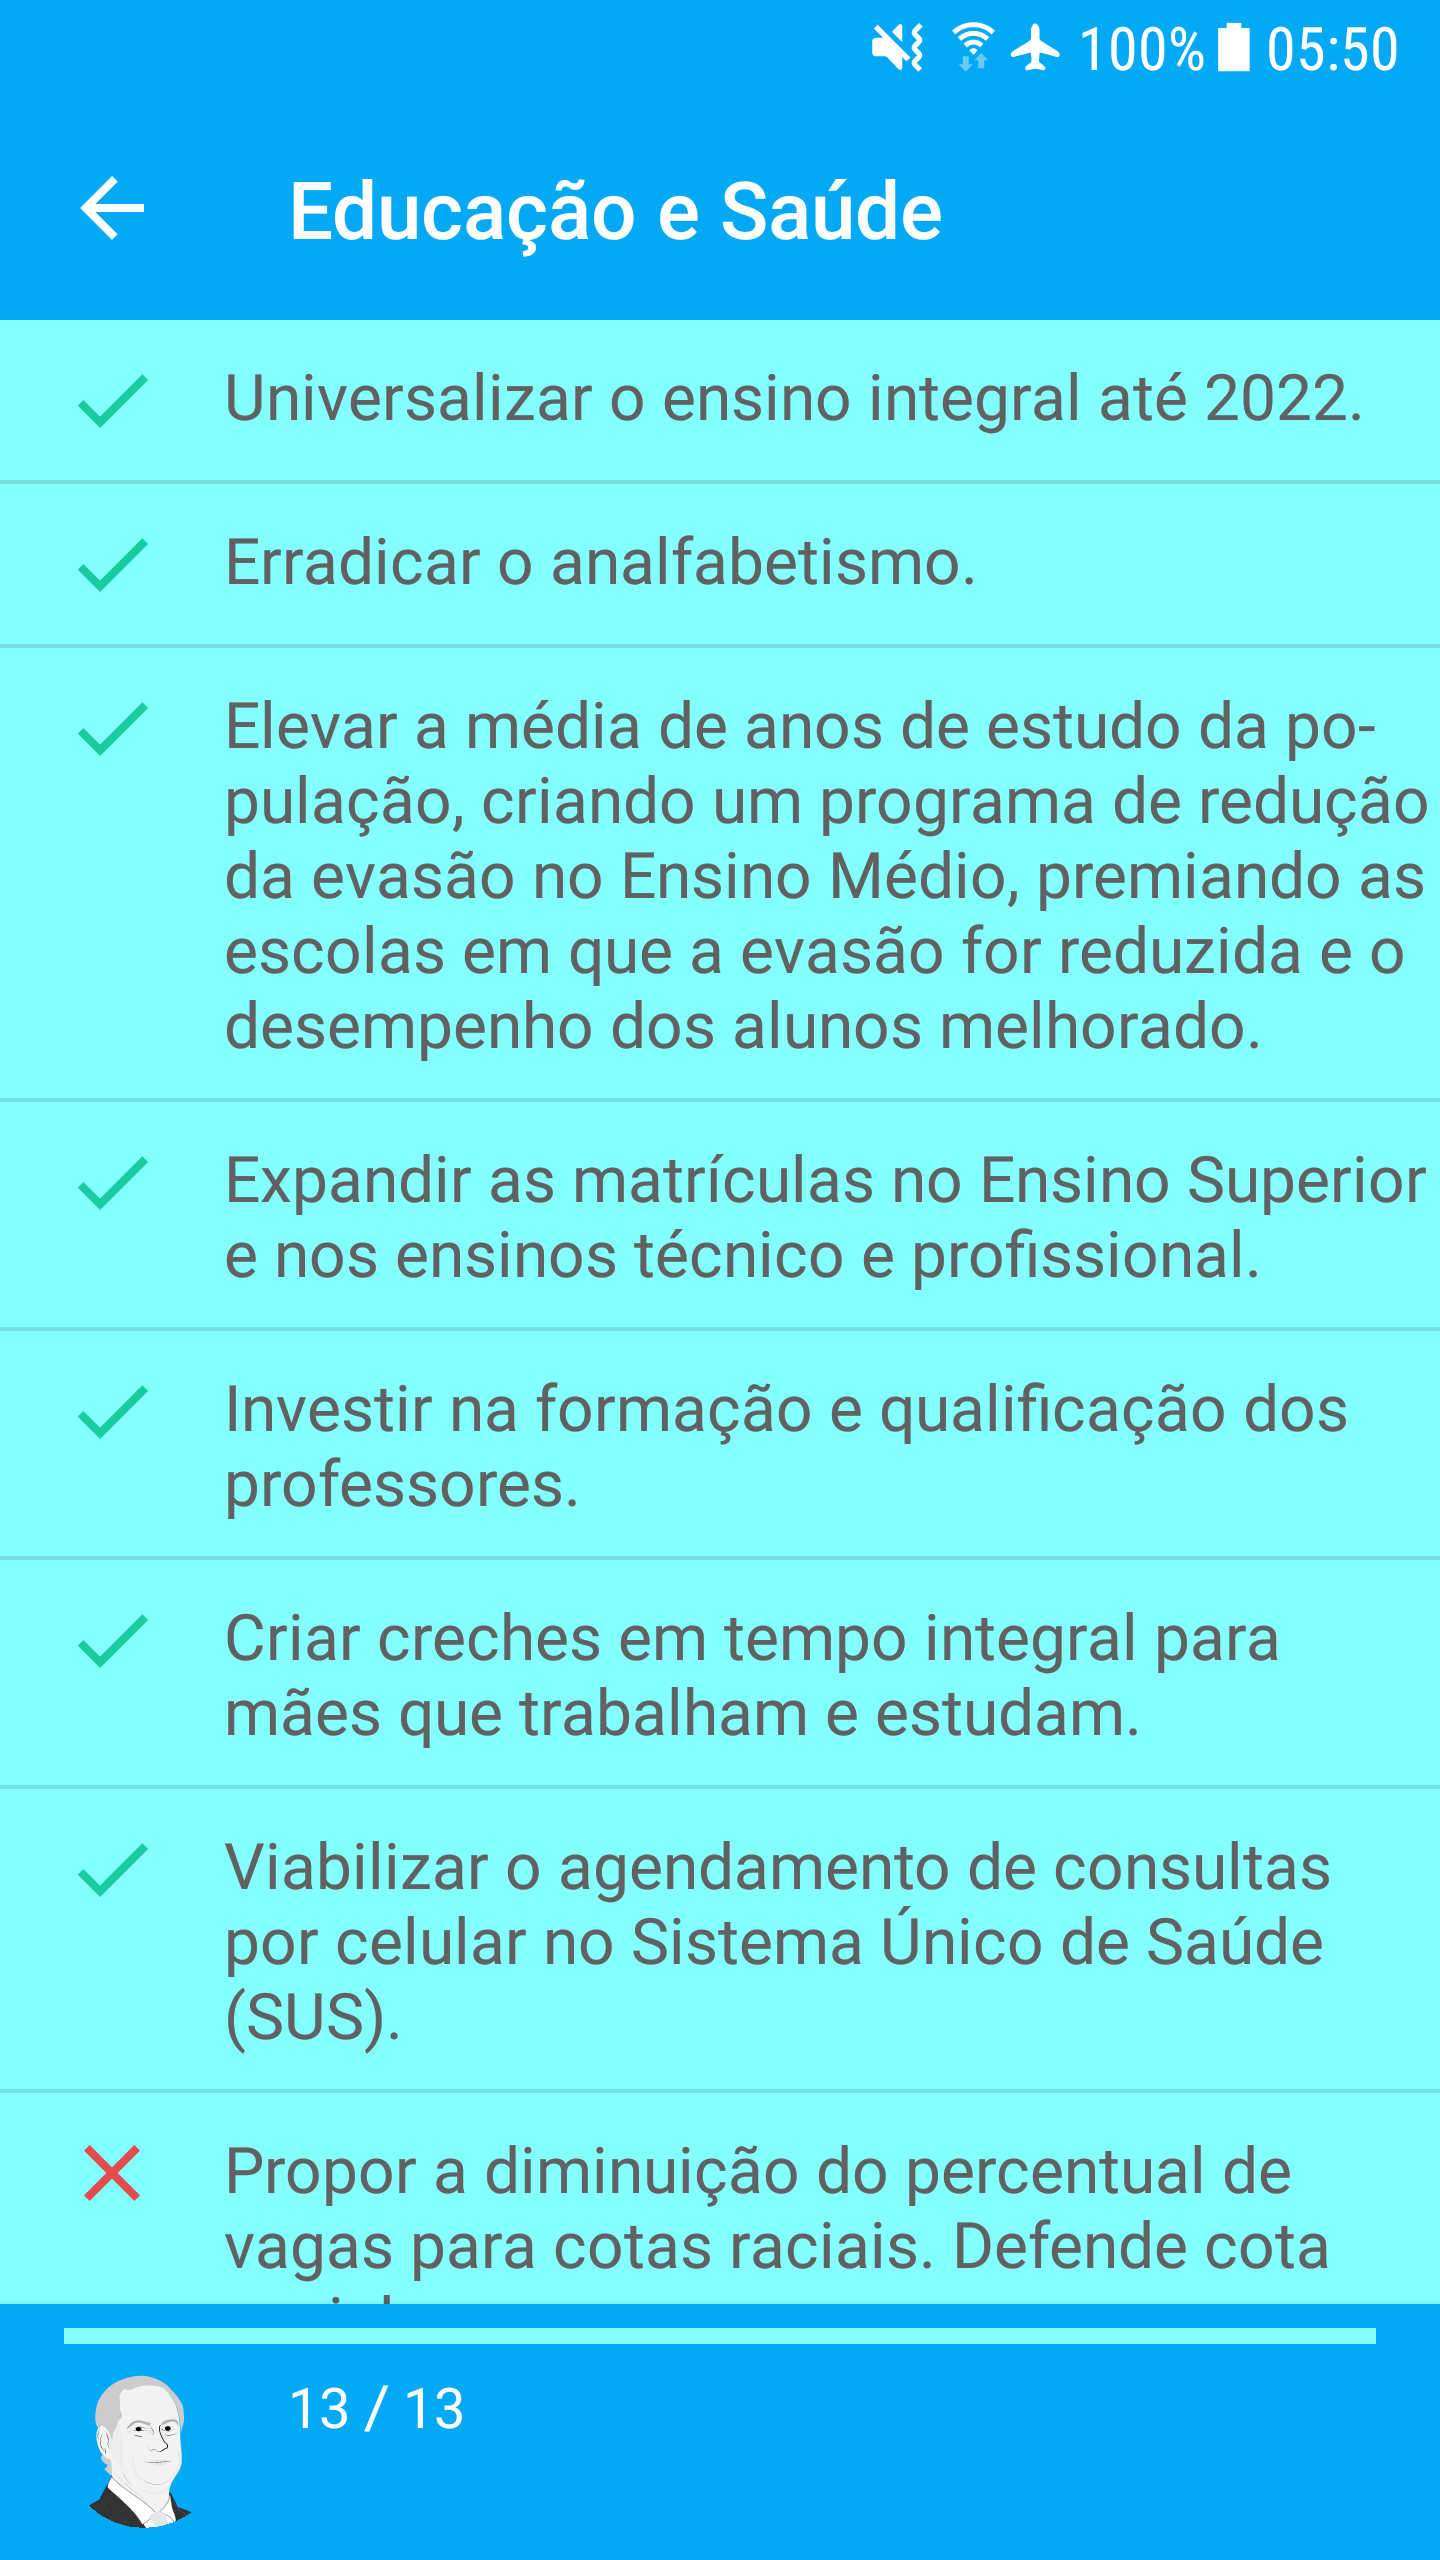 100% 05:50
Educação e Saúde
Universalizar o ensino integral até 2022.
Erradicar o analfabetismo.
Elevar a média de anos de estudo da po-
pulação, criando um programa de redução
da evasão no Ensino Médio, premiando as
escolas em que a evasão for reduzida e o
desempenho dos alunos melhorado.
Expandir as matrículas no Ensino Superior
e nos ensinos técnico e profissional.
Investir na formação e qualificação dos
professores.
Criar creches em tempo integral para
mães que trabalham e estudam.
Viabilizar o agendamento de consultas
por celular no Sistema Único de Saúde
(SUS).
Propor a diminuição do percentual de
vagas para cotas raciais. Defende cota
13 / 13